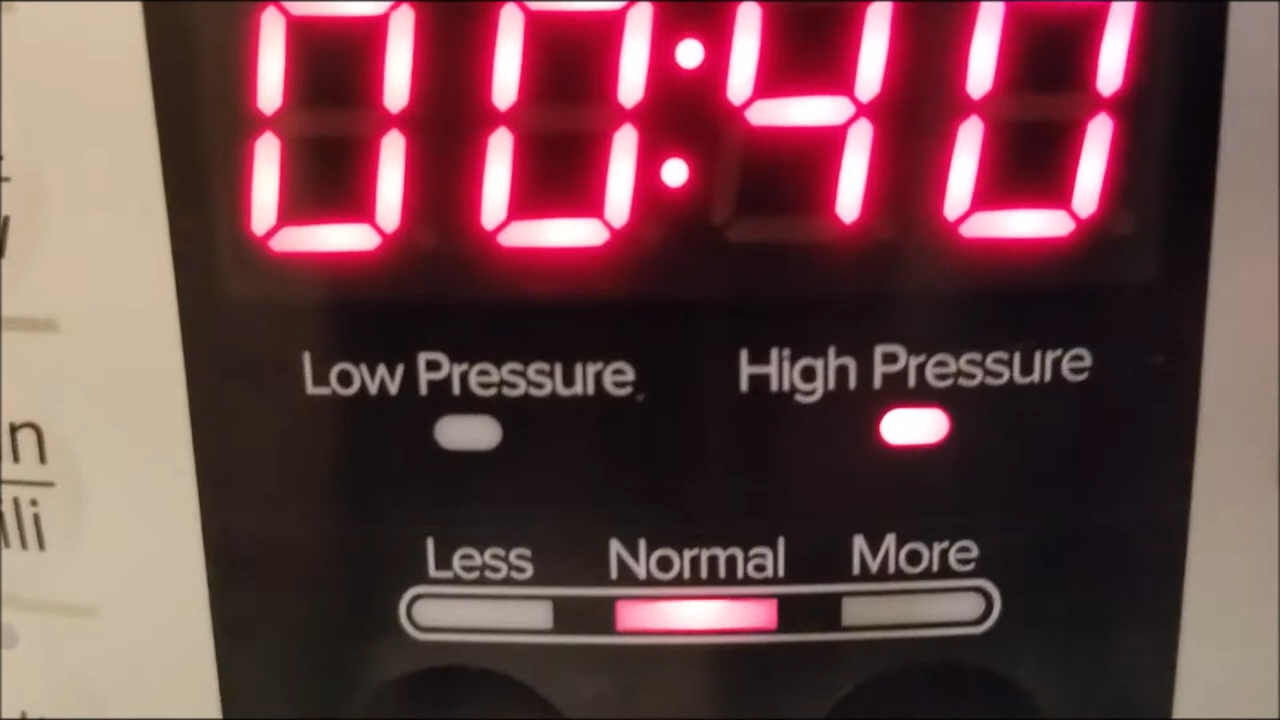 00:40
Low Pressure
High Pressure
Less
Normal
More